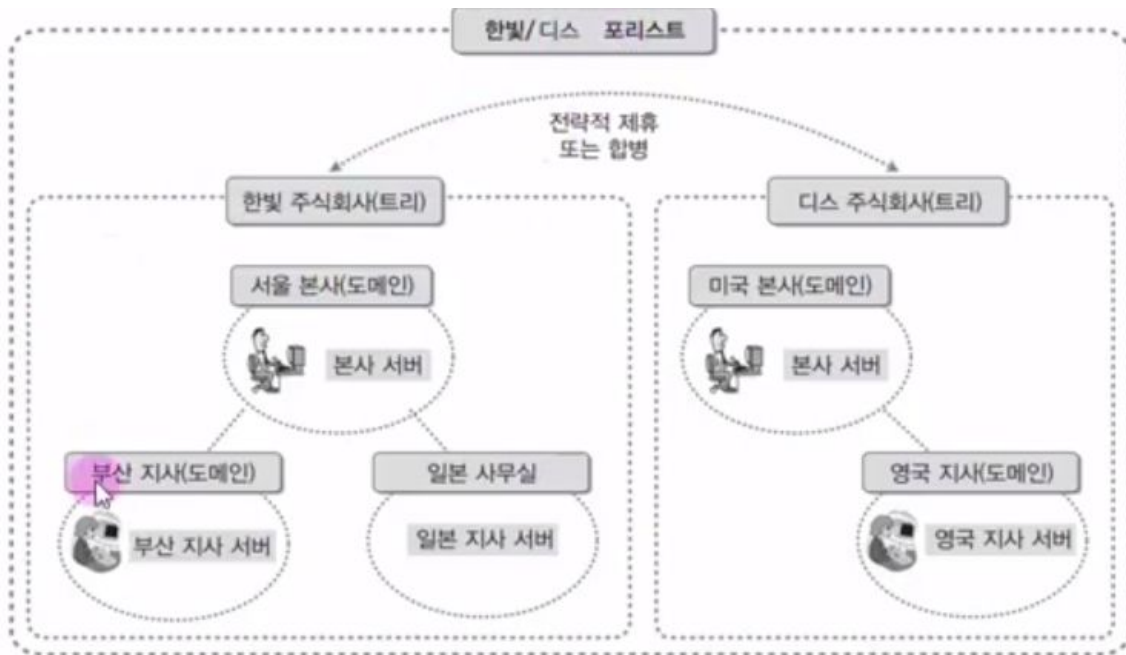 한빛/디스 포리스트
전략적 제휴
또는 합병
한빛 주식회사(트리)
디스 주식회사(트리)
서울 본사(도메인)
미국 본사(도메인)
본사 서버
본사 서버
부산 지사(도메인)
일본 사무실
영국 지사(도메인)
부산 지사 서버
일본 지사 서버
영국 지사 서버